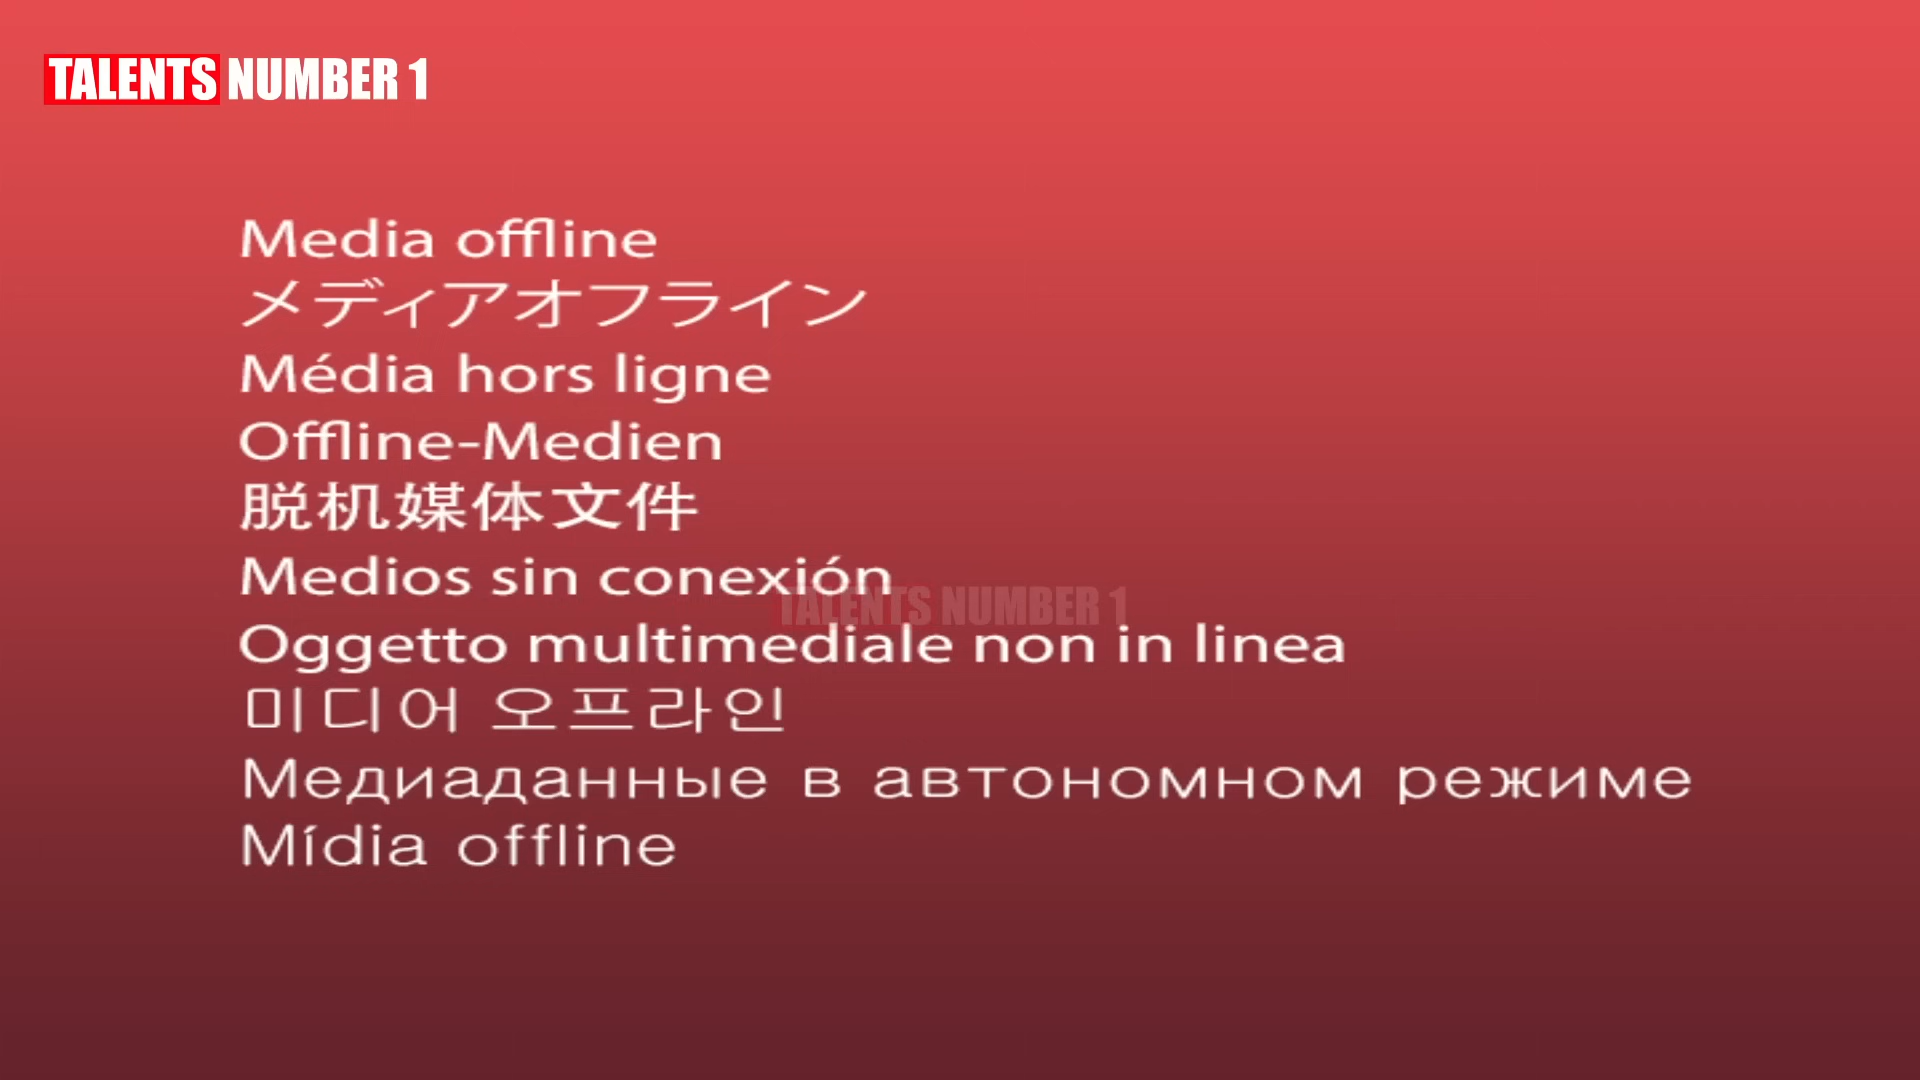 TALENTS NUMBER 1
Media offline
メディアオフライン
Média hors ligne
Offline-Medien
脱机媒体文件
Medios sin conexión
TALENTS NUMBER 1
Oggetto multimediale non in linea
미디어 오프라인
Медиаданные в автономном режиме
Mídia offline